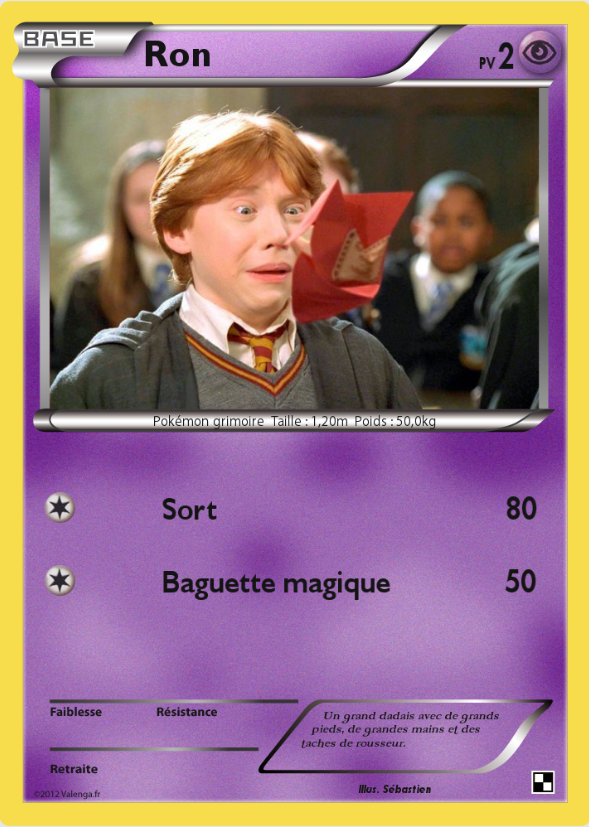 BASE
Ron
PV 2
Pokémon grimoire Taille : 1,20m Poids : 50,0kg
Sort 80
Baguette magique 50
Faiblesse Résistance
Un grand dadais avec de grands
pieds, de grandes mains et des
taches de rousseur.
Retraite
Illus. Sébastien
©2012 Valenga.fr